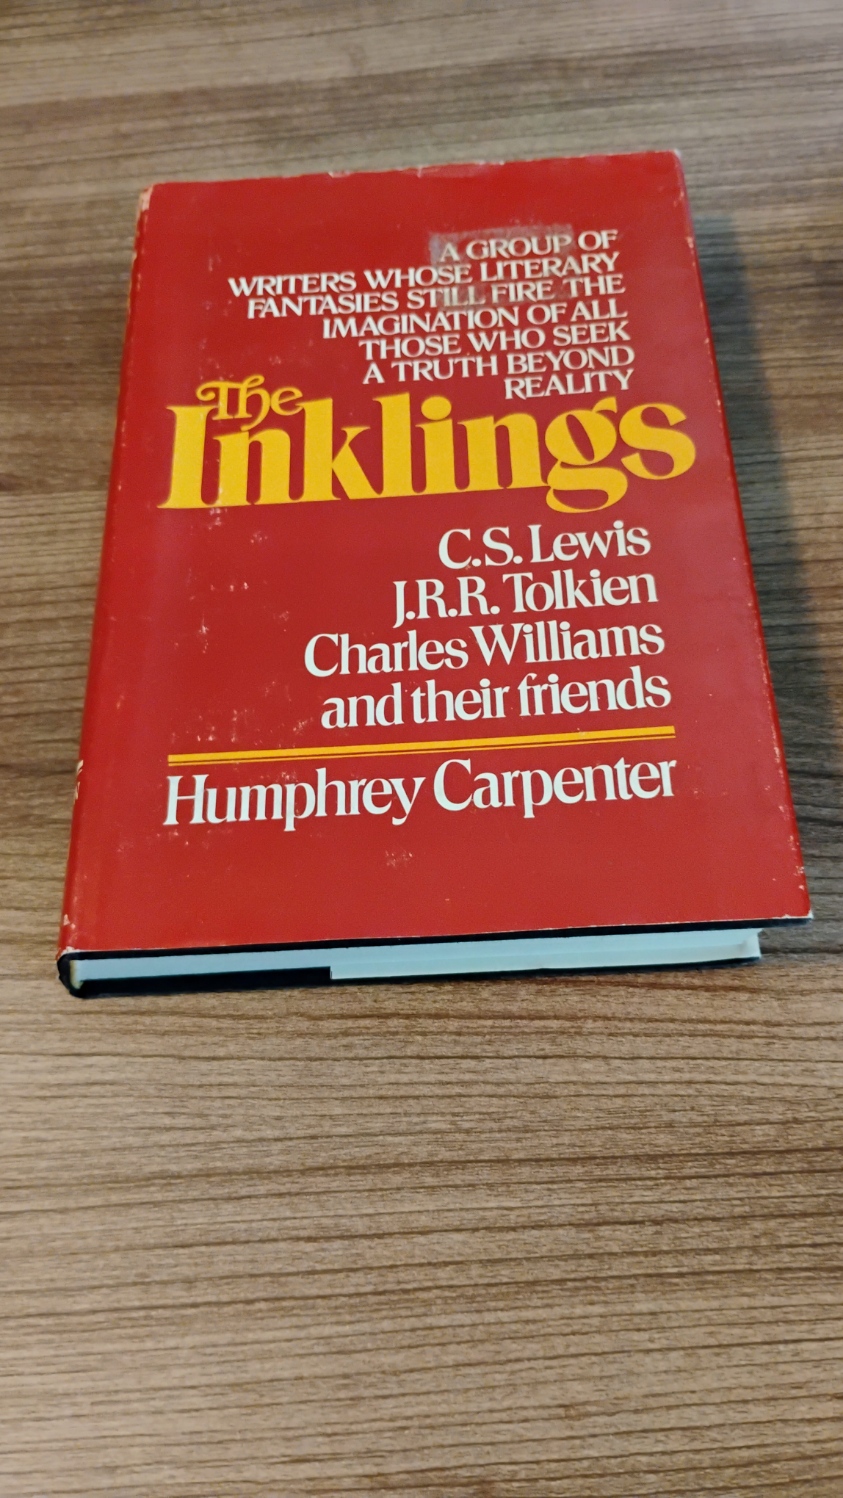 A GROUP OF
WRITERS WHOSE LITERARY
FANTASIES STILL FIRE THE
IMAGINATION OF ALL
THOSE WHO SEEK
A TRUTH BEYOND
REALITY
The
Inklings
C.S. Lewis
J.R.R. Tolkien
Charles Williams
and their friends
Humphrey Carpenter